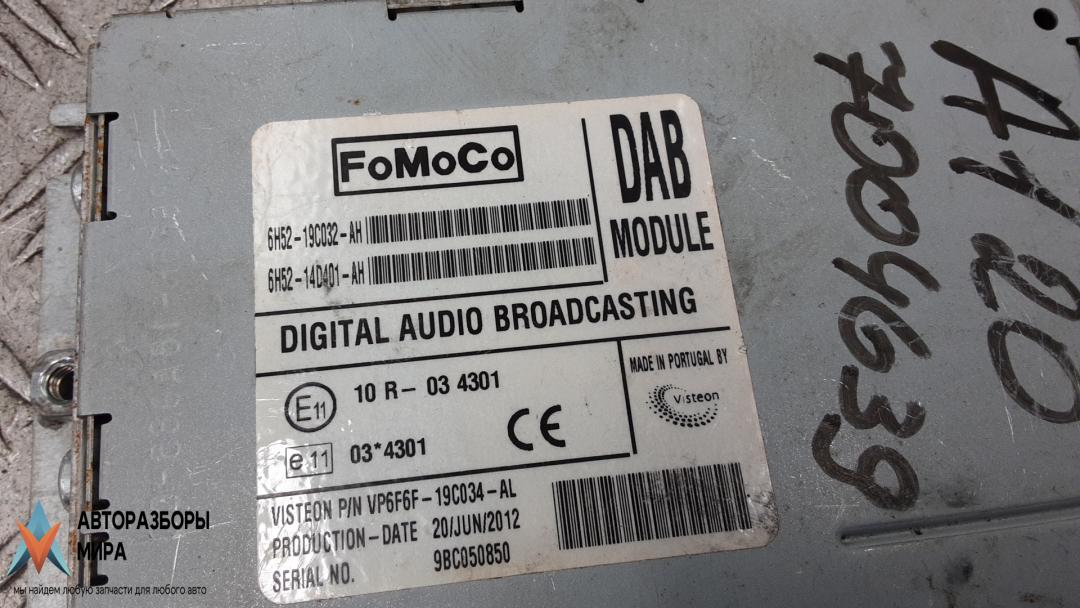 FoMoCo
DAB
MODULE
6H52-19C032-AH
6H52-14D401-AH
DIGITAL AUDIO BROADCASTING
E11
10 R- 03 4301
e 11
03*4301
CE
MADE IN PORTUGAL BY
Visteon
VISTEON P/N VP6F6F-19C034-AL
PRODUCTION-DATE 20/JUN/2012
SERIAL NO. 9BC050850
7004639
АВТОРАЗБОРЫ
МИРА
мы найдем любую запчасти для любого авто